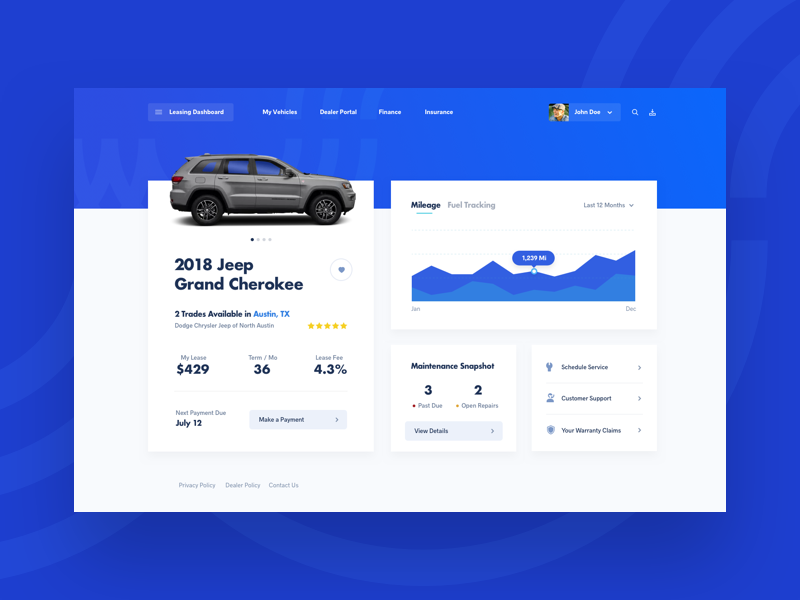 Leasing Dashboard
My Vehicles
Dealer Portal
Finance
Insurance
John Doe
2018 Jeep
Grand Cherokee
2 Trades Available in Austin, TX
Dodge Chrysler Jeep of North Austin
My Lease
Term / Mo
Lease Fee
$429
36
4.3%
Next Payment Due
July 12
Make a Payment
Mileage
Fuel Tracking
Last 12 Months
1,239 Mi
Jan
Dec
Maintenance Snapshot
3
2
Past Due
Open Repairs
View Details
Schedule Service
Customer Support
Your Warranty Claims
Privacy Policy
Dealer Policy
Contact Us